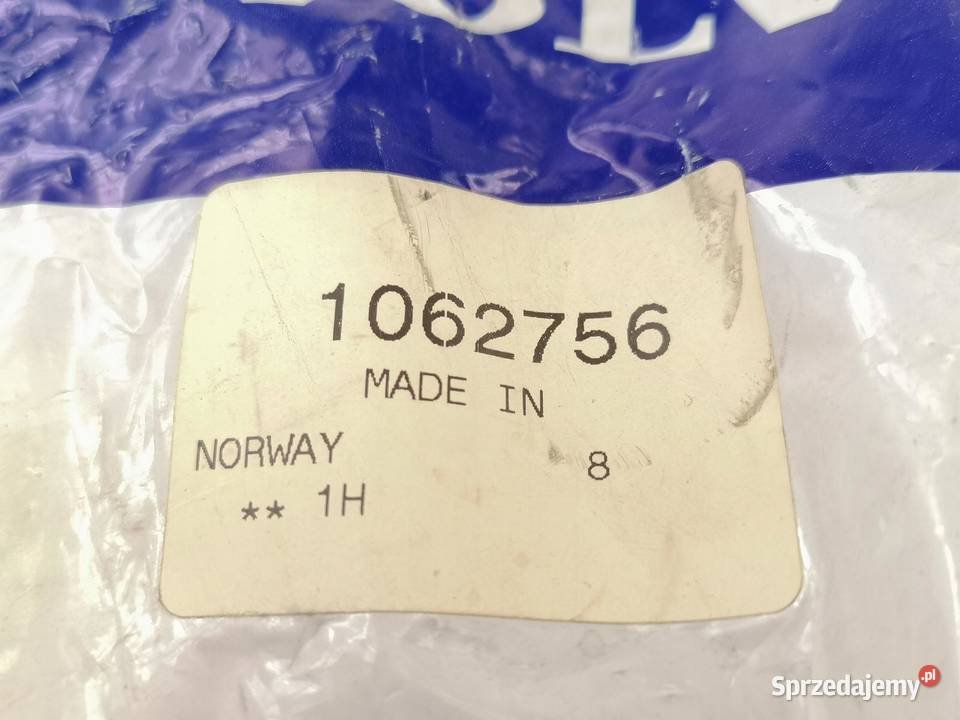 1062756
MADE IN
NORWAY 8
** 1H
Sprzedajemy.pl